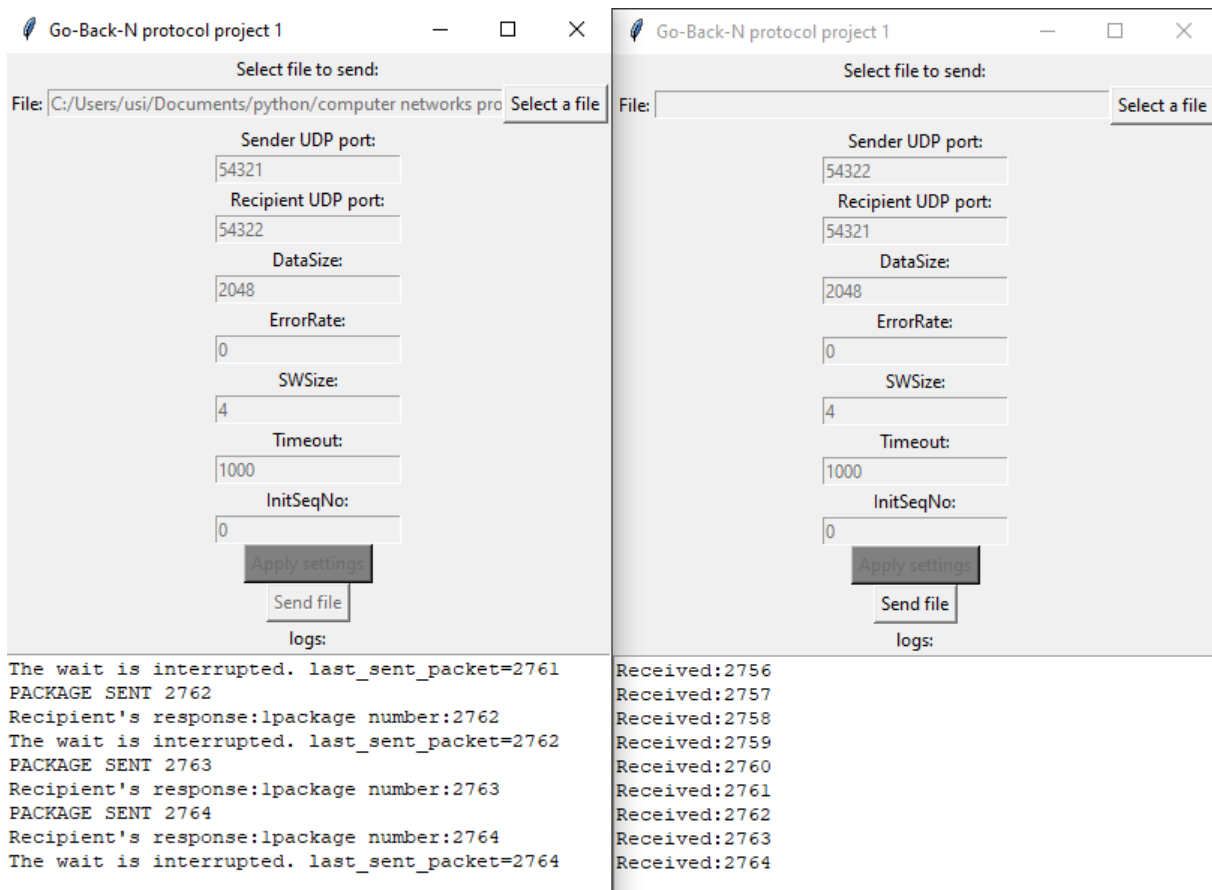 Go-Back-N protocol project 1
Select file to send:
File: C:/Users/usi/Documents/python/computer networks pro Select a file
Sender UDP port:
54321
Recipient UDP port:
54322
DataSize:
2048
ErrorRate:
0
SWSize:
4
Timeout:
1000
InitSeqNo:
0
Apply settings
Send file
logs:
The wait is interrupted. last_sent_packet=2761
PACKAGE SENT 2762
Recipient's response:1package number:2762
The wait is interrupted. last_sent_packet=2762
PACKAGE SENT 2763
Recipient's response:1package number:2763
PACKAGE SENT 2764
Recipient's response:1package number:2764
The wait is interrupted. last_sent_packet=2764
Go-Back-N protocol project 1
Select file to send:
File: Select a file
Sender UDP port:
54322
Recipient UDP port:
54321
DataSize:
2048
ErrorRate:
0
SWSize:
4
Timeout:
1000
InitSeqNo:
0
Apply settings
Send file
logs:
Received:2756
Received:2757
Received:2758
Received:2759
Received:2760
Received:2761
Received:2762
Received:2763
Received:2764